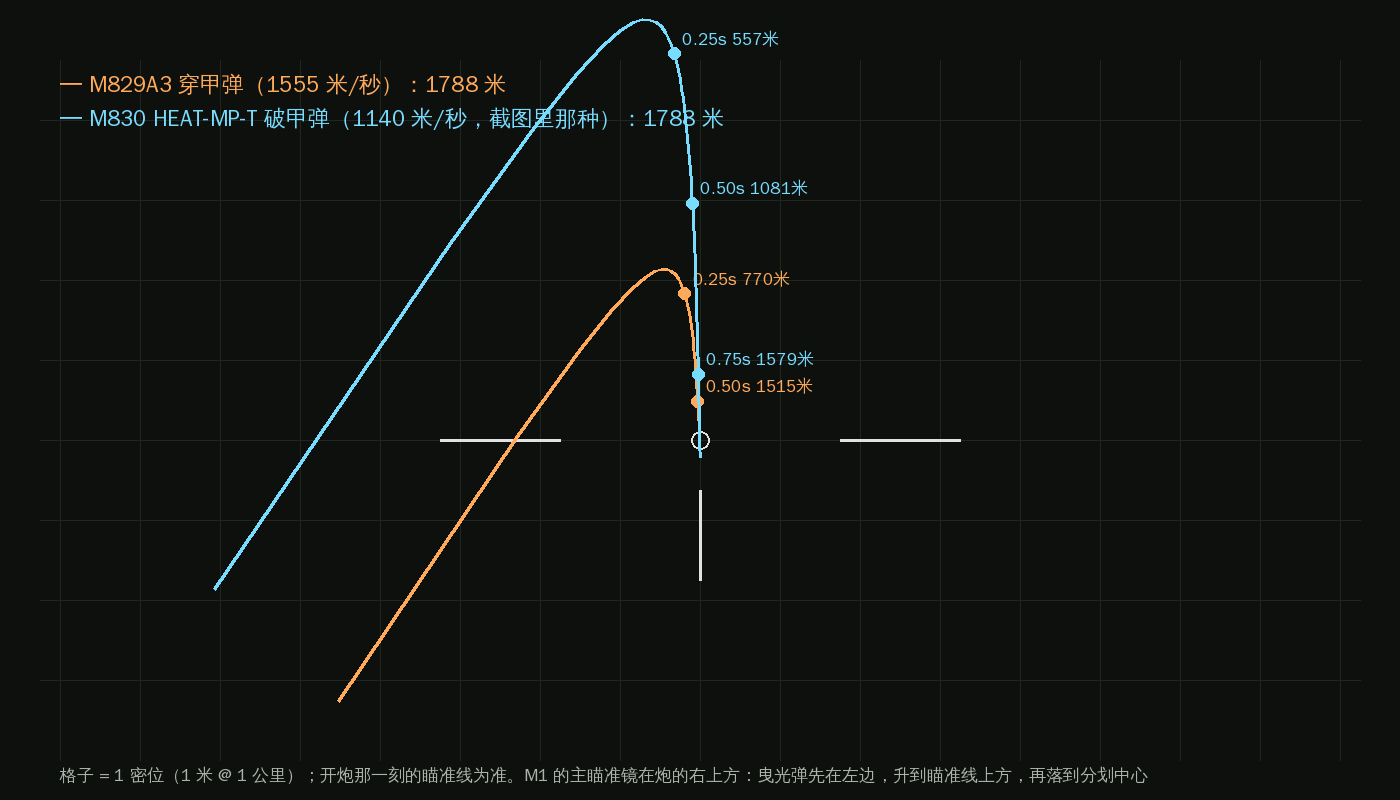 0.25s 557米
— M829A3 穿甲弹（1555 米/秒）：1788 米
— M830 HEAT-MP-T 破甲弹（1140 米/秒，截图里那种）：1788 米
0.50s 1081米
0.25s 770米
0.75s 1579米
0.50s 1515米
格子 = 1 密位（1 米 @ 1 公里）；开炮那一刻的瞄准线为准。M1 的主瞄准镜在炮的右上方：曳光弹先在左边，升到瞄准线上方，再落到分划中心